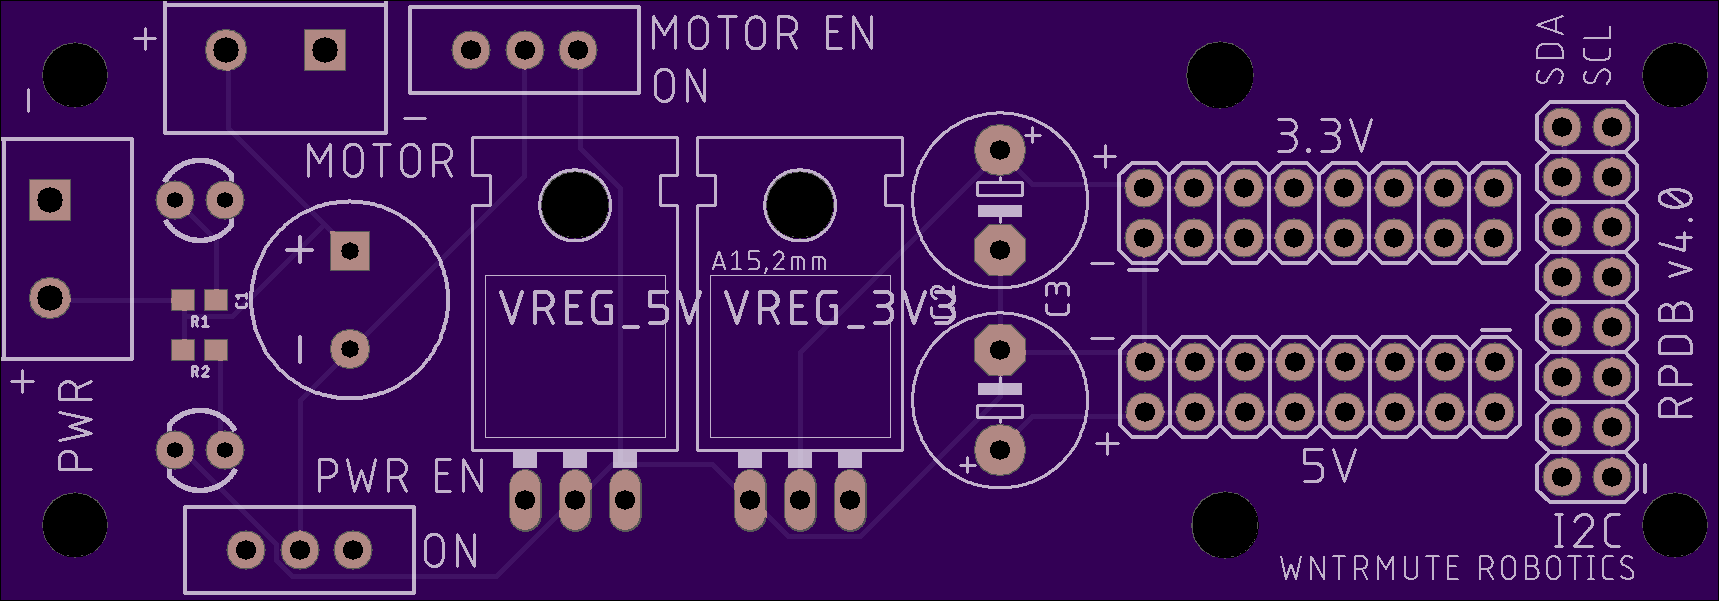 MOTOR EN
ON
+
-
MOTOR
SDA
SCL
3.3V
+
-
+
-
A15,2mm
VREG_5V
VREG_3V3
C1
R1
R2
C2
C3
+
+
-
+
5V
RPDB v4.0
+
PWR
PWR EN
ON
I2C
WNTRMUTE ROBOTICS